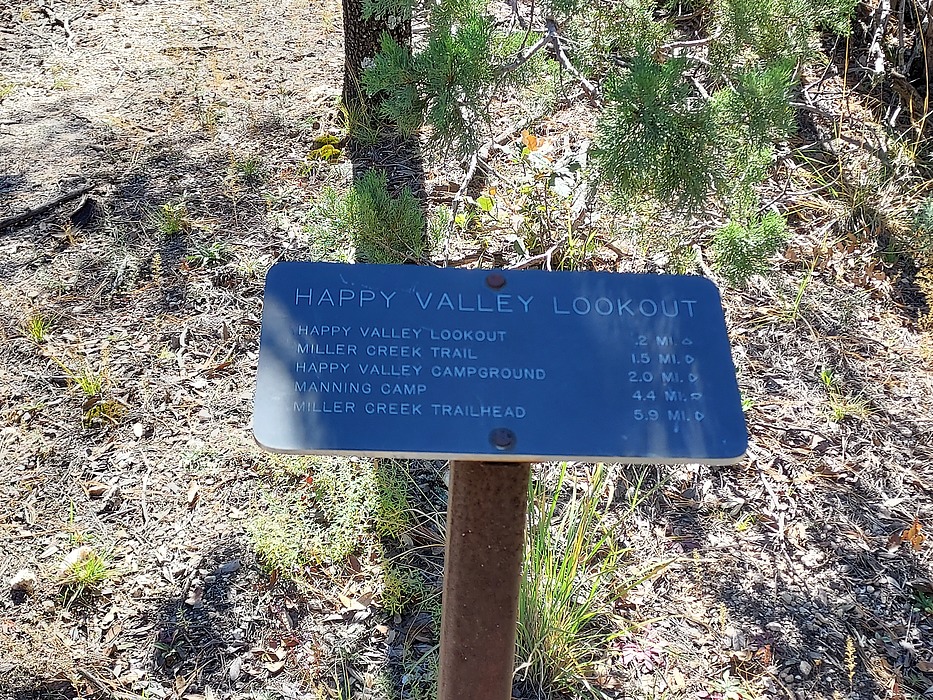 HAPPY VALLEY LOOKOUT
HAPPY VALLEY LOOKOUT .2 MI.
MILLER CREEK TRAIL 1.5 MI.
HAPPY VALLEY CAMPGROUND 2.0 MI.
MANNING CAMP 4.4 MI.
MILLER CREEK TRAILHEAD 5.9 MI.